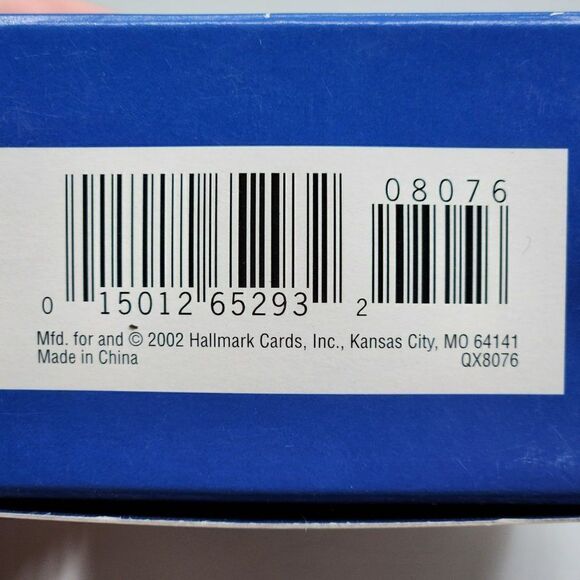 08076
0 15012 65293 2
Mfd. for and © 2002 Hallmark Cards, Inc., Kansas City, MO 64141
Made in China QX8076